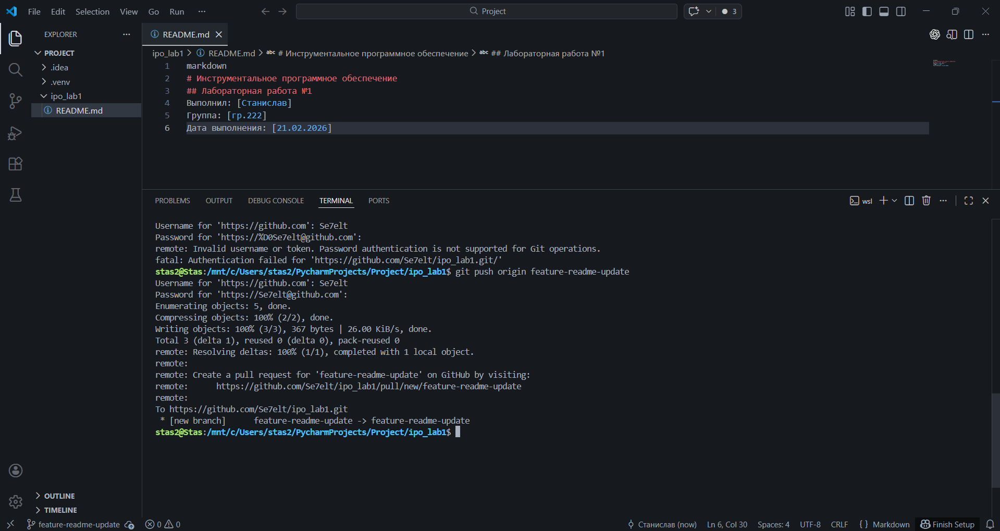 File Edit Selection View Go Run ··· Project 3
EXPLORER ···
PROJECT
.idea
.venv
ipo_lab1
README.md
README.md
ipo_lab1 > README.md > abc # Инструментальное программное обеспечение > abc ## Лабораторная работа №1
1 markdown
2 # Инструментальное программное обеспечение
3 ## Лабораторная работа №1
4 Выполнил: [Станислав]
5 Группа: [гр.222]
6 Дата выполнения: [21.02.2026]
PROBLEMS OUTPUT DEBUG CONSOLE TERMINAL PORTS wsl
Username for 'https://github.com': Se7elt
Password for 'https://%D0Se7elt@github.com':
remote: Invalid username or token. Password authentication is not supported for Git operations.
fatal: Authentication failed for 'https://github.com/Se7elt/ipo_lab1.git/'
stas2@Stas:/mnt/c/Users/stas2/PycharmProjects/Project/ipo_lab1$ git push origin feature-readme-update
Username for 'https://github.com': Se7elt
Password for 'https://Se7elt@github.com':
Enumerating objects: 5, done.
Compressing objects: 100% (2/2), done.
Writing objects: 100% (3/3), 367 bytes | 26.00 KiB/s, done.
Total 3 (delta 1), reused 0 (delta 0), pack-reused 0
remote: Resolving deltas: 100% (1/1), completed with 1 local object.
remote:
remote: Create a pull request for 'feature-readme-update' on GitHub by visiting:
remote:      https://github.com/Se7elt/ipo_lab1/pull/new/feature-readme-update
remote:
To https://github.com/Se7elt/ipo_lab1.git
 * [new branch]      feature-readme-update -> feature-readme-update
stas2@Stas:/mnt/c/Users/stas2/PycharmProjects/Project/ipo_lab1$
OUTLINE
TIMELINE
feature-readme-update 0 0 Станислав (now) Ln 6, Col 30 Spaces: 4 UTF-8 CRLF { } Markdown Finish Setup